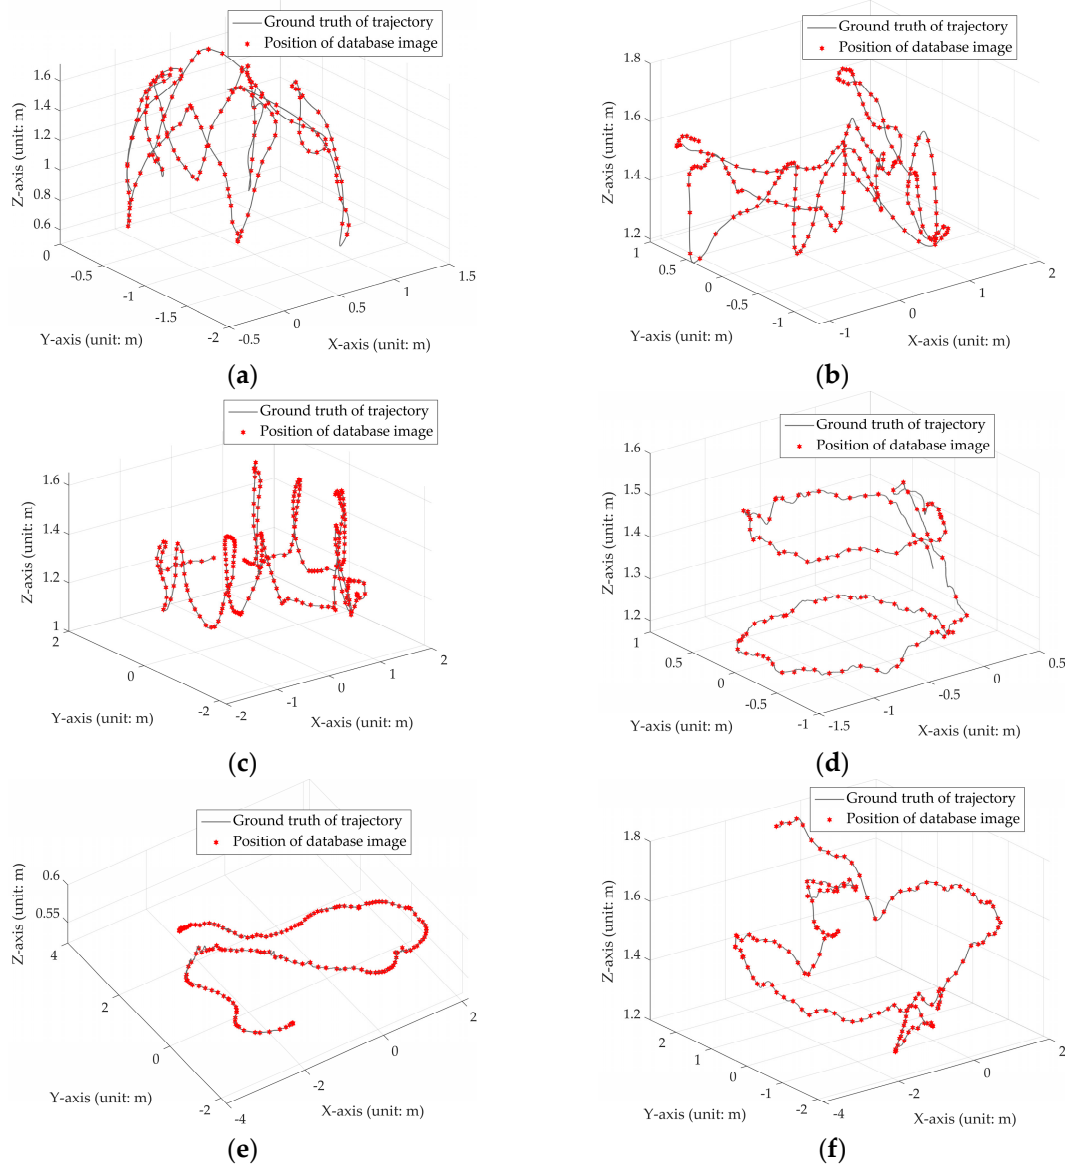 Ground truth of trajectory
Position of database image
Z-axis (unit: m)
1.6
1.4
1.2
1
0.8
0.6
0
-0.5
-1
-1.5
-2
-0.5
0
0.5
1
1.5
Y-axis (unit: m)
X-axis (unit: m)
(a)
Ground truth of trajectory
Position of database image
Z-axis (unit: m)
1.8
1.6
1.4
1.2
1
0.5
0
-0.5
-1
-1
0
1
2
Y-axis (unit: m)
X-axis (unit: m)
(b)
Ground truth of trajectory
Position of database image
Z-axis (unit: m)
1.6
1.4
1.2
1
2
0
-2
-2
-1
0
1
2
Y-axis (unit: m)
X-axis (unit: m)
(c)
Ground truth of trajectory
Position of database image
Z-axis (unit: m)
1.6
1.5
1.4
1.3
1.2
1
0.5
0
-0.5
-1
-1.5
-1
-0.5
0
0.5
Y-axis (unit: m)
X-axis (unit: m)
(d)
Ground truth of trajectory
Position of database image
Z-axis (unit: m)
0.6
0.55
4
2
0
-2
-4
-2
0
2
Y-axis (unit: m)
X-axis (unit: m)
(e)
Ground truth of trajectory
Position of database image
Z-axis (unit: m)
1.8
1.6
1.4
1.2
2
1
0
-1
-2
-4
-2
0
2
Y-axis (unit: m)
X-axis (unit: m)
(f)